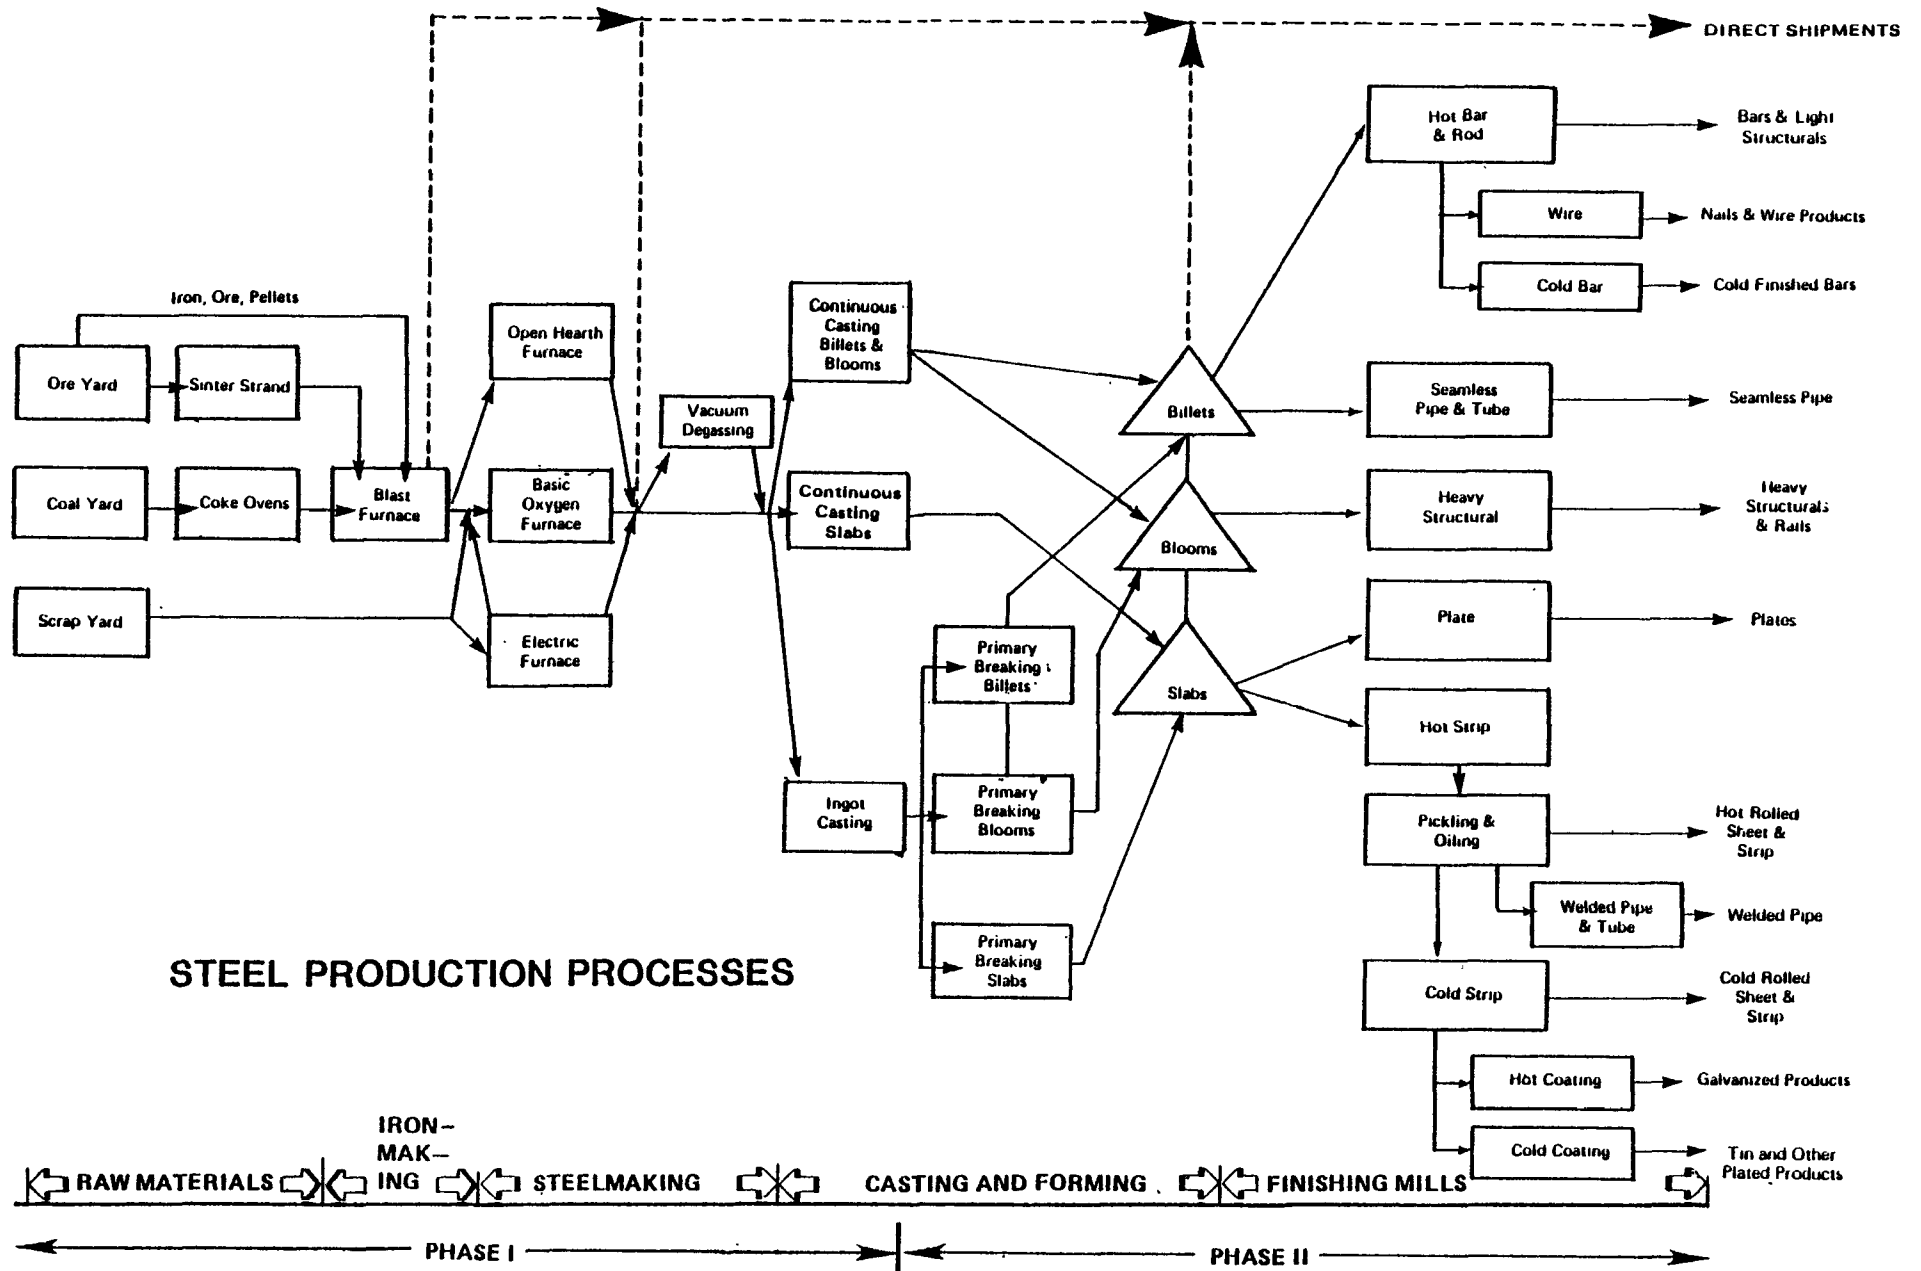 DIRECT SHIPMENTS
Hot Bar
& Rod
Bars & Light
Structurals
Wire
Nails & Wire Products
Cold Bar
Cold Finished Bars
Iron, Ore, Pellets
Ore Yard
Sinter Strand
Open Hearth
Furnace
Continuous
Casting
Billets &
Blooms
Vacuum
Degassing
Billets
Seamless
Pipe & Tube
Seamless Pipe
Coal Yard
Coke Ovens
Blast
Furnace
Basic
Oxygen
Furnace
Continuous
Casting
Slabs
Blooms
Heavy
Structural
Heavy
Structurals
& Rails
Scrap Yard
Electric
Furnace
Primary
Breaking
Billets
Slabs
Plate
Plates
Hot Strip
Ingot
Casting
Primary
Breaking
Blooms
Pickling &
Oiling
Hot Rolled
Sheet &
Strip
Welded Pipe
& Tube
Welded Pipe
Primary
Breaking
Slabs
STEEL PRODUCTION PROCESSES
Cold Strip
Cold Rolled
Sheet &
Strip
Hot Coating
Galvanized Products
Cold Coating
Tin and Other
Plated Products
RAW MATERIALS
IRON-
MAK-
ING
STEELMAKING
CASTING AND FORMING
FINISHING MILLS
PHASE I
PHASE II